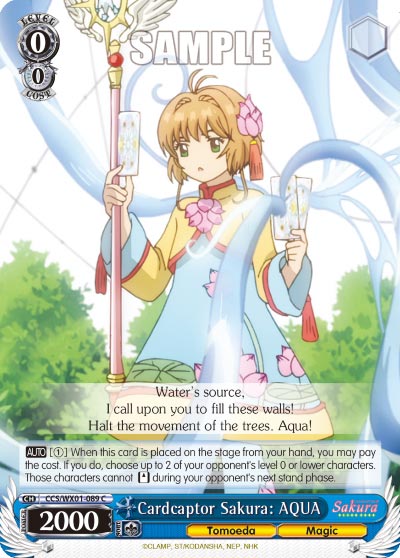 LEVEL
0
0
COST
SAMPLE
Water's source,
I call upon you to fill these walls!
Halt the movement of the trees. Aqua!
AUTO [①] When this card is placed on the stage from your hand, you may pay
the cost. If you do, choose up to 2 of your opponent's level 0 or lower characters.
Those characters cannot [⬆] during your opponent's next stand phase.
CH CCS/WX01-089 C
POWER 2000
Cardcaptor Sakura: AQUA
Sakura
Tomoeda Magic
©CLAMP, ST/KODANSHA, NEP, NHK